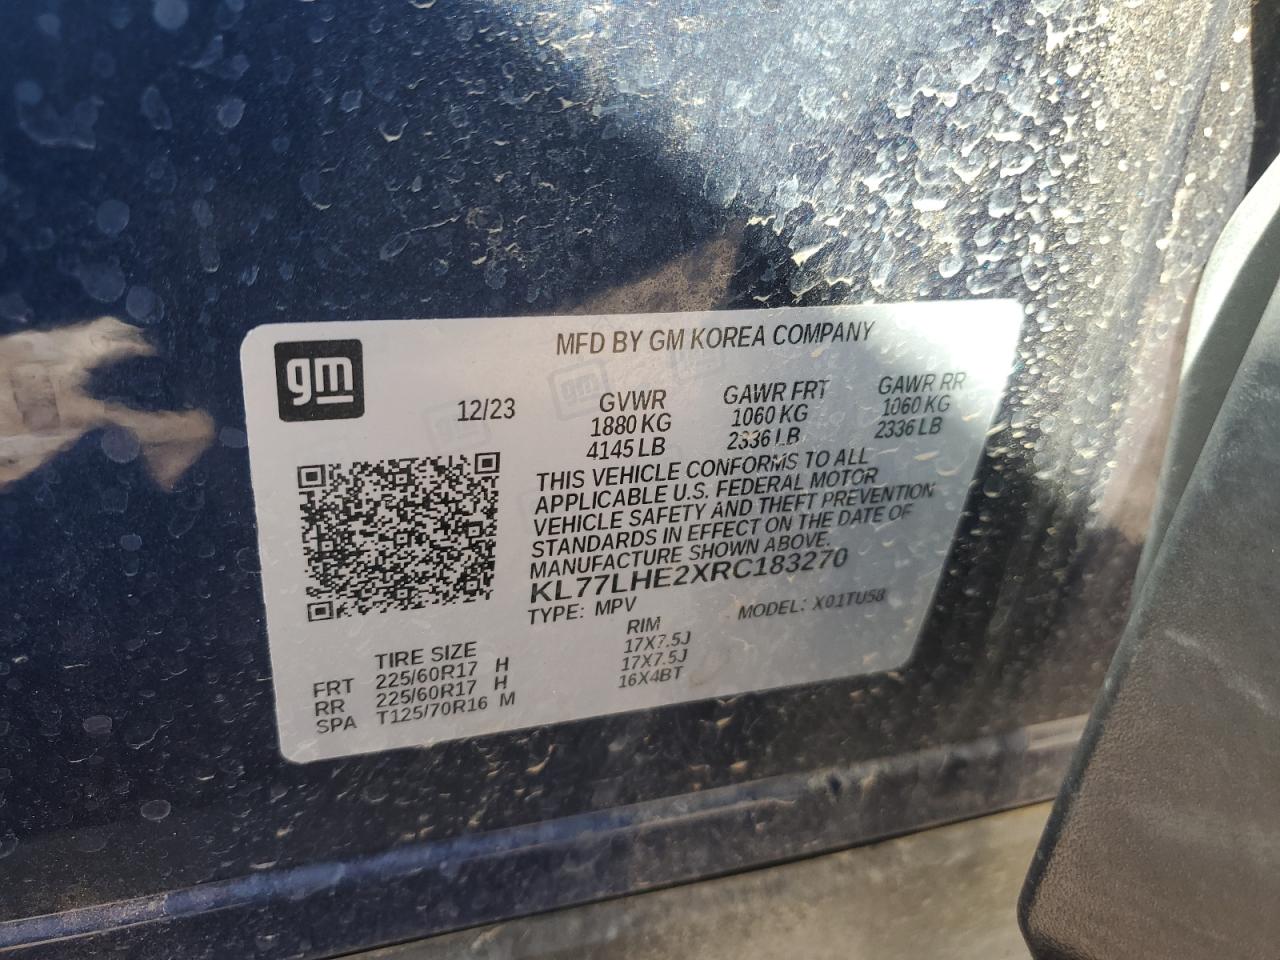 gm
MFD BY GM KOREA COMPANY
12/23
GVWR GAWR FRT GAWR RR
1880 KG 1060 KG 1060 KG
4145 LB 2336 LB 2336 LB
THIS VEHICLE CONFORMS TO ALL
APPLICABLE U.S. FEDERAL MOTOR
VEHICLE SAFETY AND THEFT PREVENTION
STANDARDS IN EFFECT ON THE DATE OF
MANUFACTURE SHOWN ABOVE.
KL77LHE2XRC183270
TYPE: MPV MODEL: X01TU58
TIRE SIZE RIM
FRT 225/60R17 H 17X7.5J
RR 225/60R17 H 17X7.5J
SPA T125/70R16 M 16X4BT